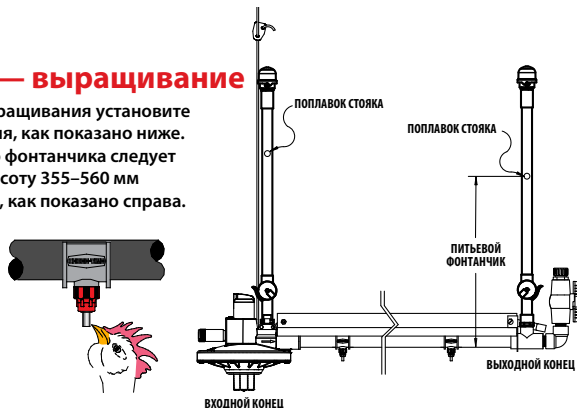 — выращивание
ращивания установите
ия, как показано ниже.
фонтанчика следует
соту 355–560 мм
, как показано справа.
ПОПЛАВОК СТОЯКА
ПОПЛАВОК СТОЯКА
ПИТЬЕВОЙ
ФОНТАНЧИК
ВЫХОДНОЙ КОНЕЦ
ВХОДНОЙ КОНЕЦ